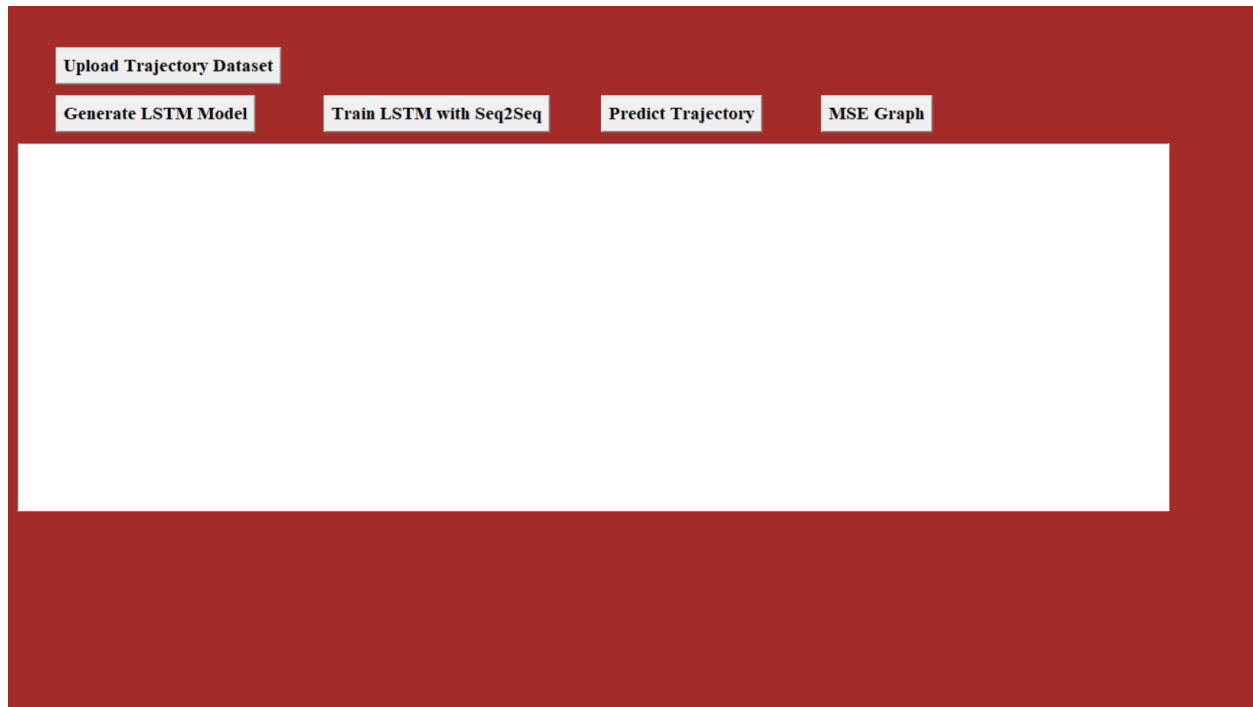 Upload Trajectory Dataset
Generate LSTM Model Train LSTM with Seq2Seq Predict Trajectory MSE Graph